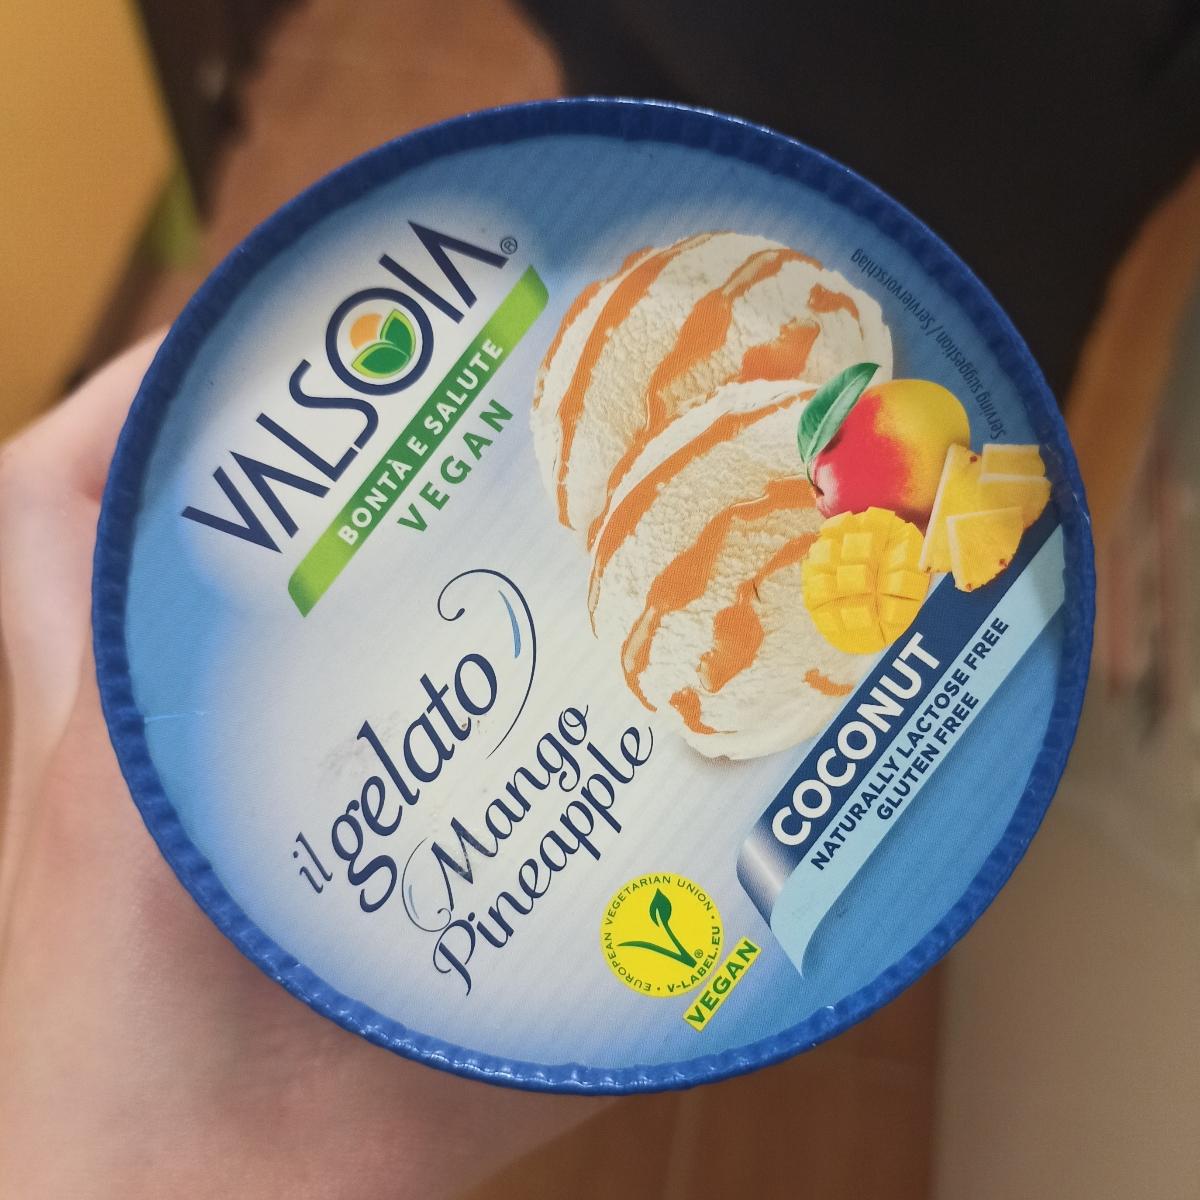 VALSOIA®
BONTÀ E SALUTE
VEGAN
Serving suggestion / Serviervorschlag
il gelato
Mango
Pineapple
COCONUT
NATURALLY LACTOSE FREE
GLUTEN FREE
EUROPEAN VEGETARIAN UNION •
V-LABEL.EU •
®
VEGAN